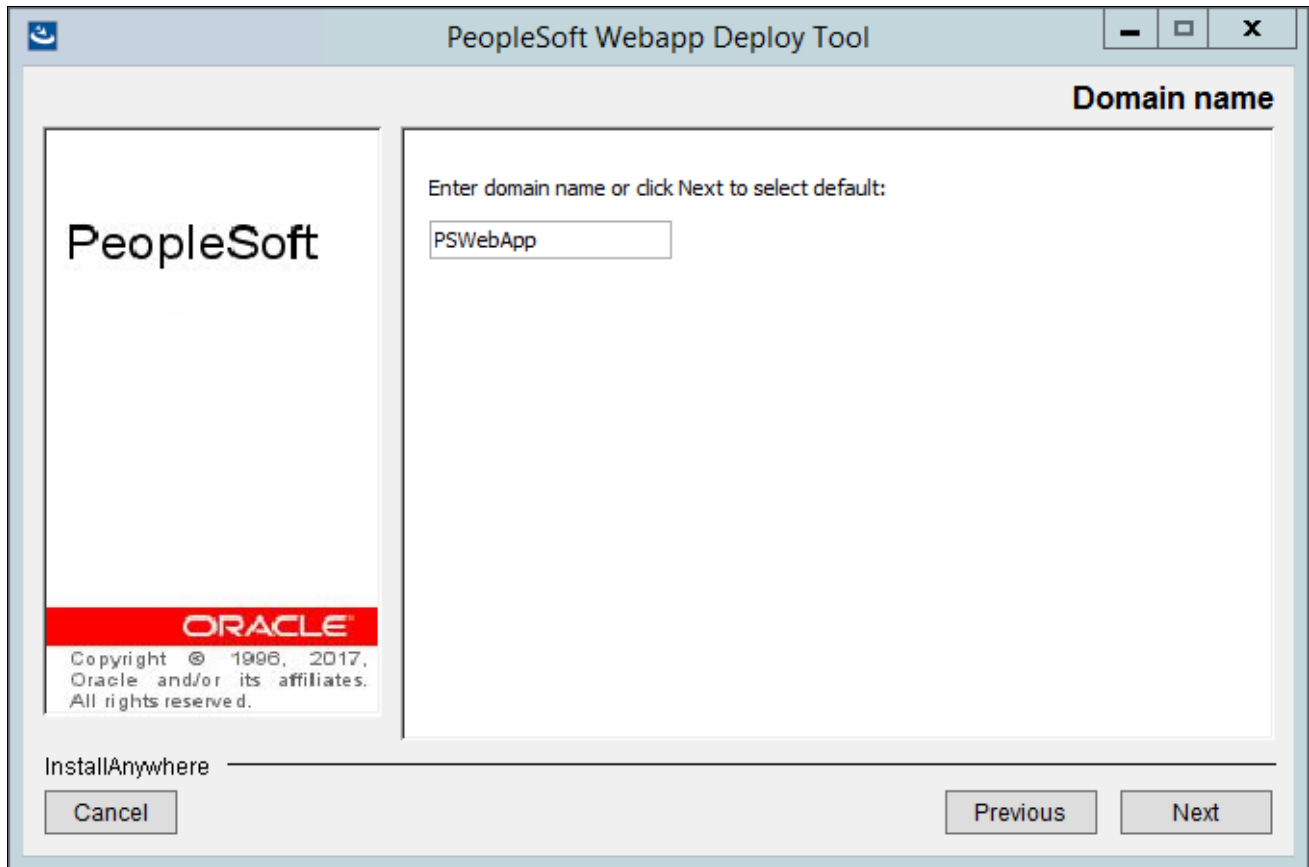 PeopleSoft Webapp Deploy Tool
Domain name
PeopleSoft
Enter domain name or click Next to select default:
PSWebApp
ORACLE
Copyright © 1996, 2017,
Oracle and/or its affiliates.
All rights reserved.
InstallAnywhere
Cancel
Previous
Next